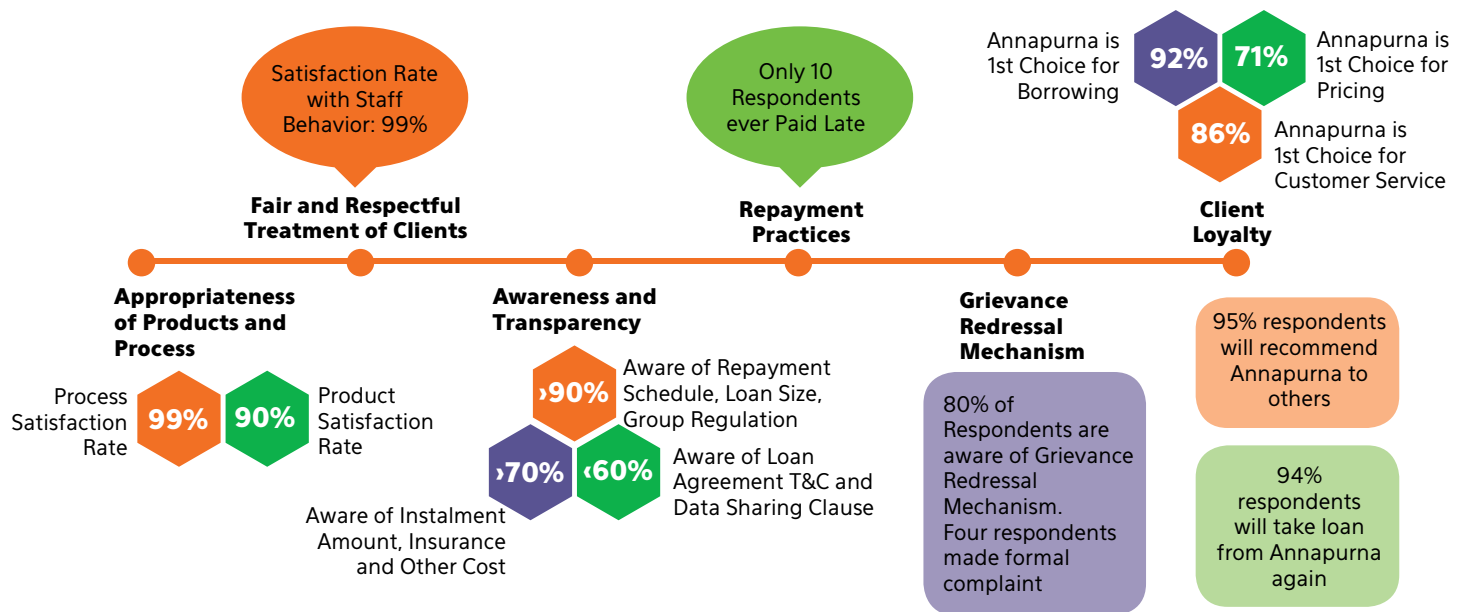 Satisfaction Rate
with Staff
Behavior: 99%
Fair and Respectful
Treatment of Clients
Only 10
Respondents
ever Paid Late
Repayment
Practices
Annapurna is
1st Choice for
Borrowing
92%
71%
Annapurna is
1st Choice for
Pricing
86%
Annapurna is
1st Choice for
Customer Service
Client
Loyalty
Appropriateness
of Products and
Process
Process
Satisfaction
Rate
99%
90%
Product
Satisfaction
Rate
Awareness and
Transparency
›90%
Aware of Repayment
Schedule, Loan Size,
Group Regulation
›70%
‹60%
Aware of Loan
Agreement T&C and
Data Sharing Clause
Aware of Instalment
Amount, Insurance
and Other Cost
Grievance
Redressal
Mechanism
80% of
Respondents are
aware of Grievance
Redressal
Mechanism.
Four respondents
made formal
complaint
95% respondents
will recommend
Annapurna to
others
94%
respondents
will take loan
from Annapurna
again